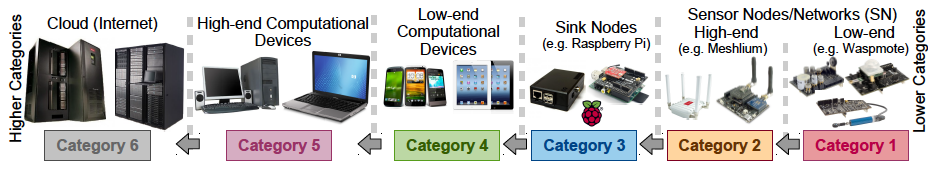 Higher Categories
Cloud (Internet)
High-end Computational
Devices
Low-end
Computational
Devices
Sink Nodes
(e.g. Raspberry Pi)
Sensor Nodes/Networks (SN)
High-end
(e.g. Meshlium)
Low-end
(e.g. Waspmote)
Lower Categories
Category 6
Category 5
Category 4
Category 3
Category 2
Category 1